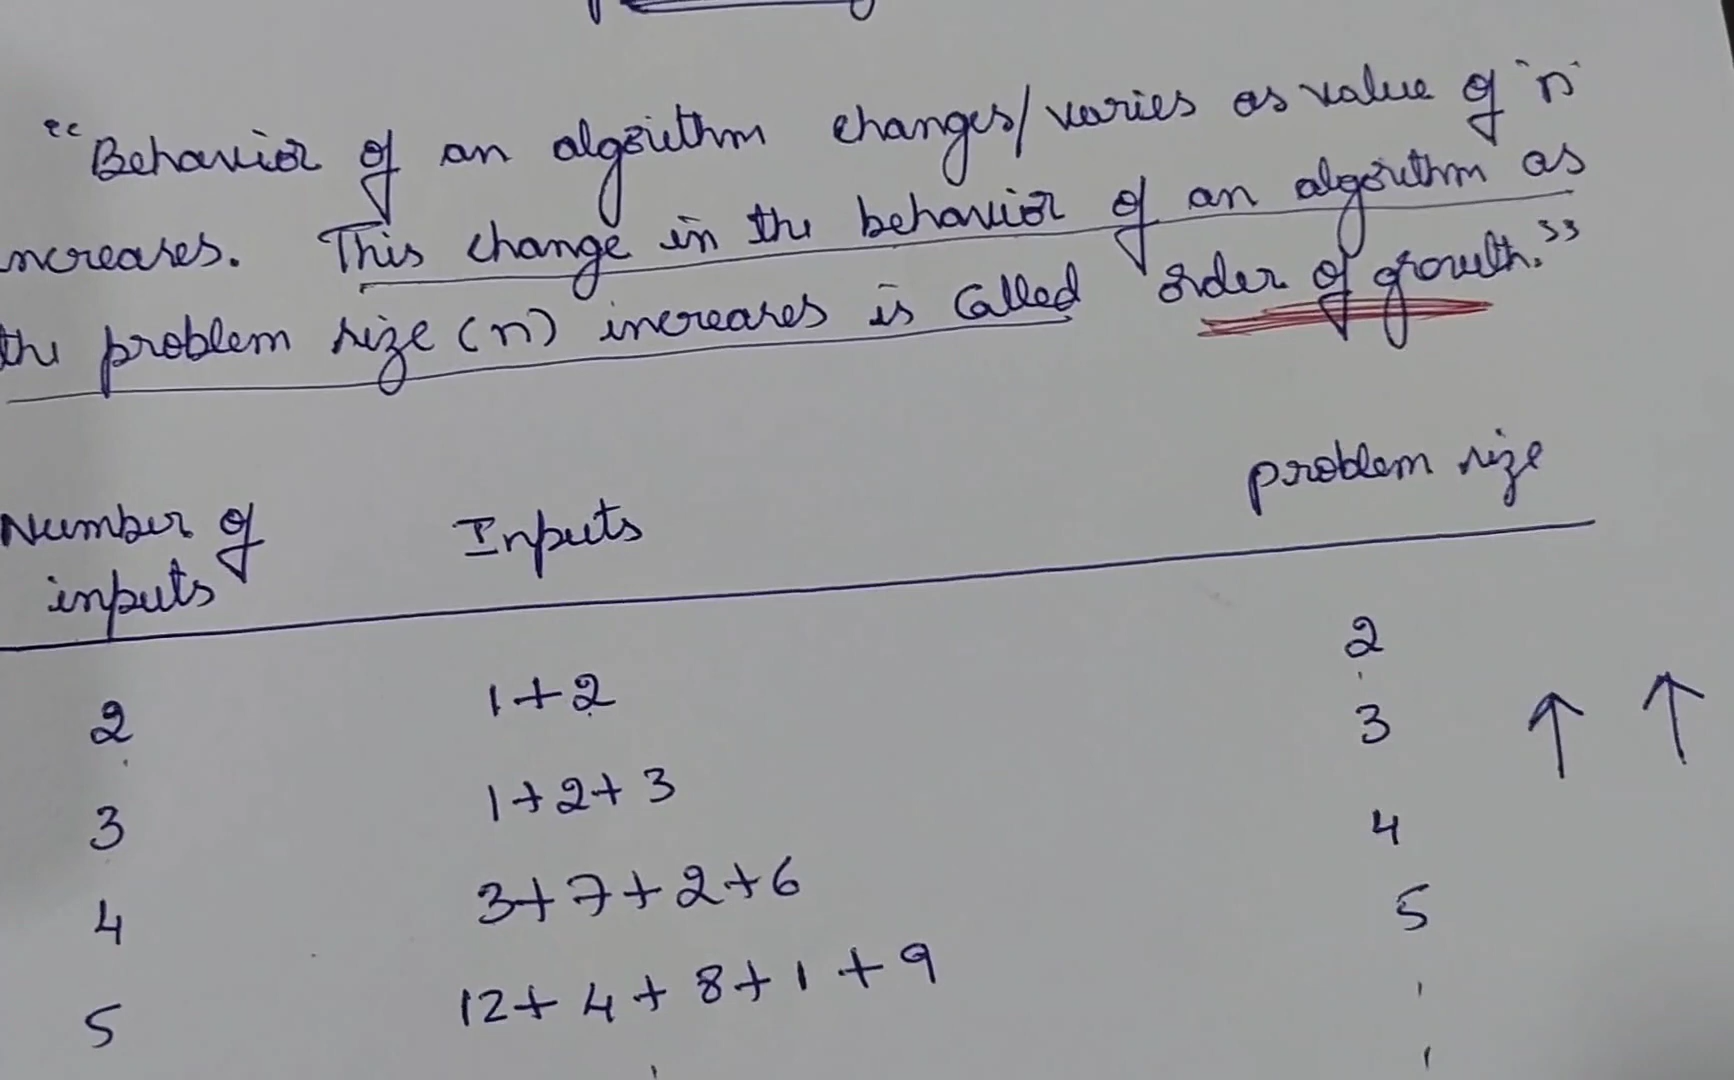 "Behavior of an algorithm changes/varies as value of 'n'
ncreases. This change in the behavior of an algorithm as
the problem size (n) increases is called order of growth."
Number of inputs Inputs problem size
2 1+2 2
3 1+2+3 3
4 3+7+2+6 4
5 12+4+8+1+9 5